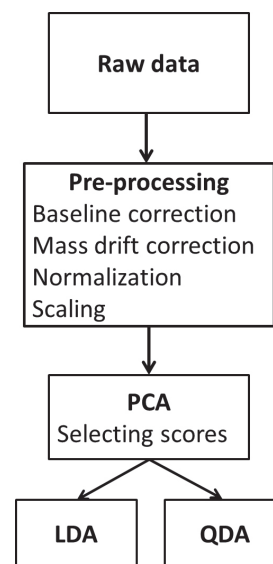 Raw data
Pre-processing
Baseline correction
Mass drift correction
Normalization
Scaling
PCA
Selecting scores
LDA
QDA